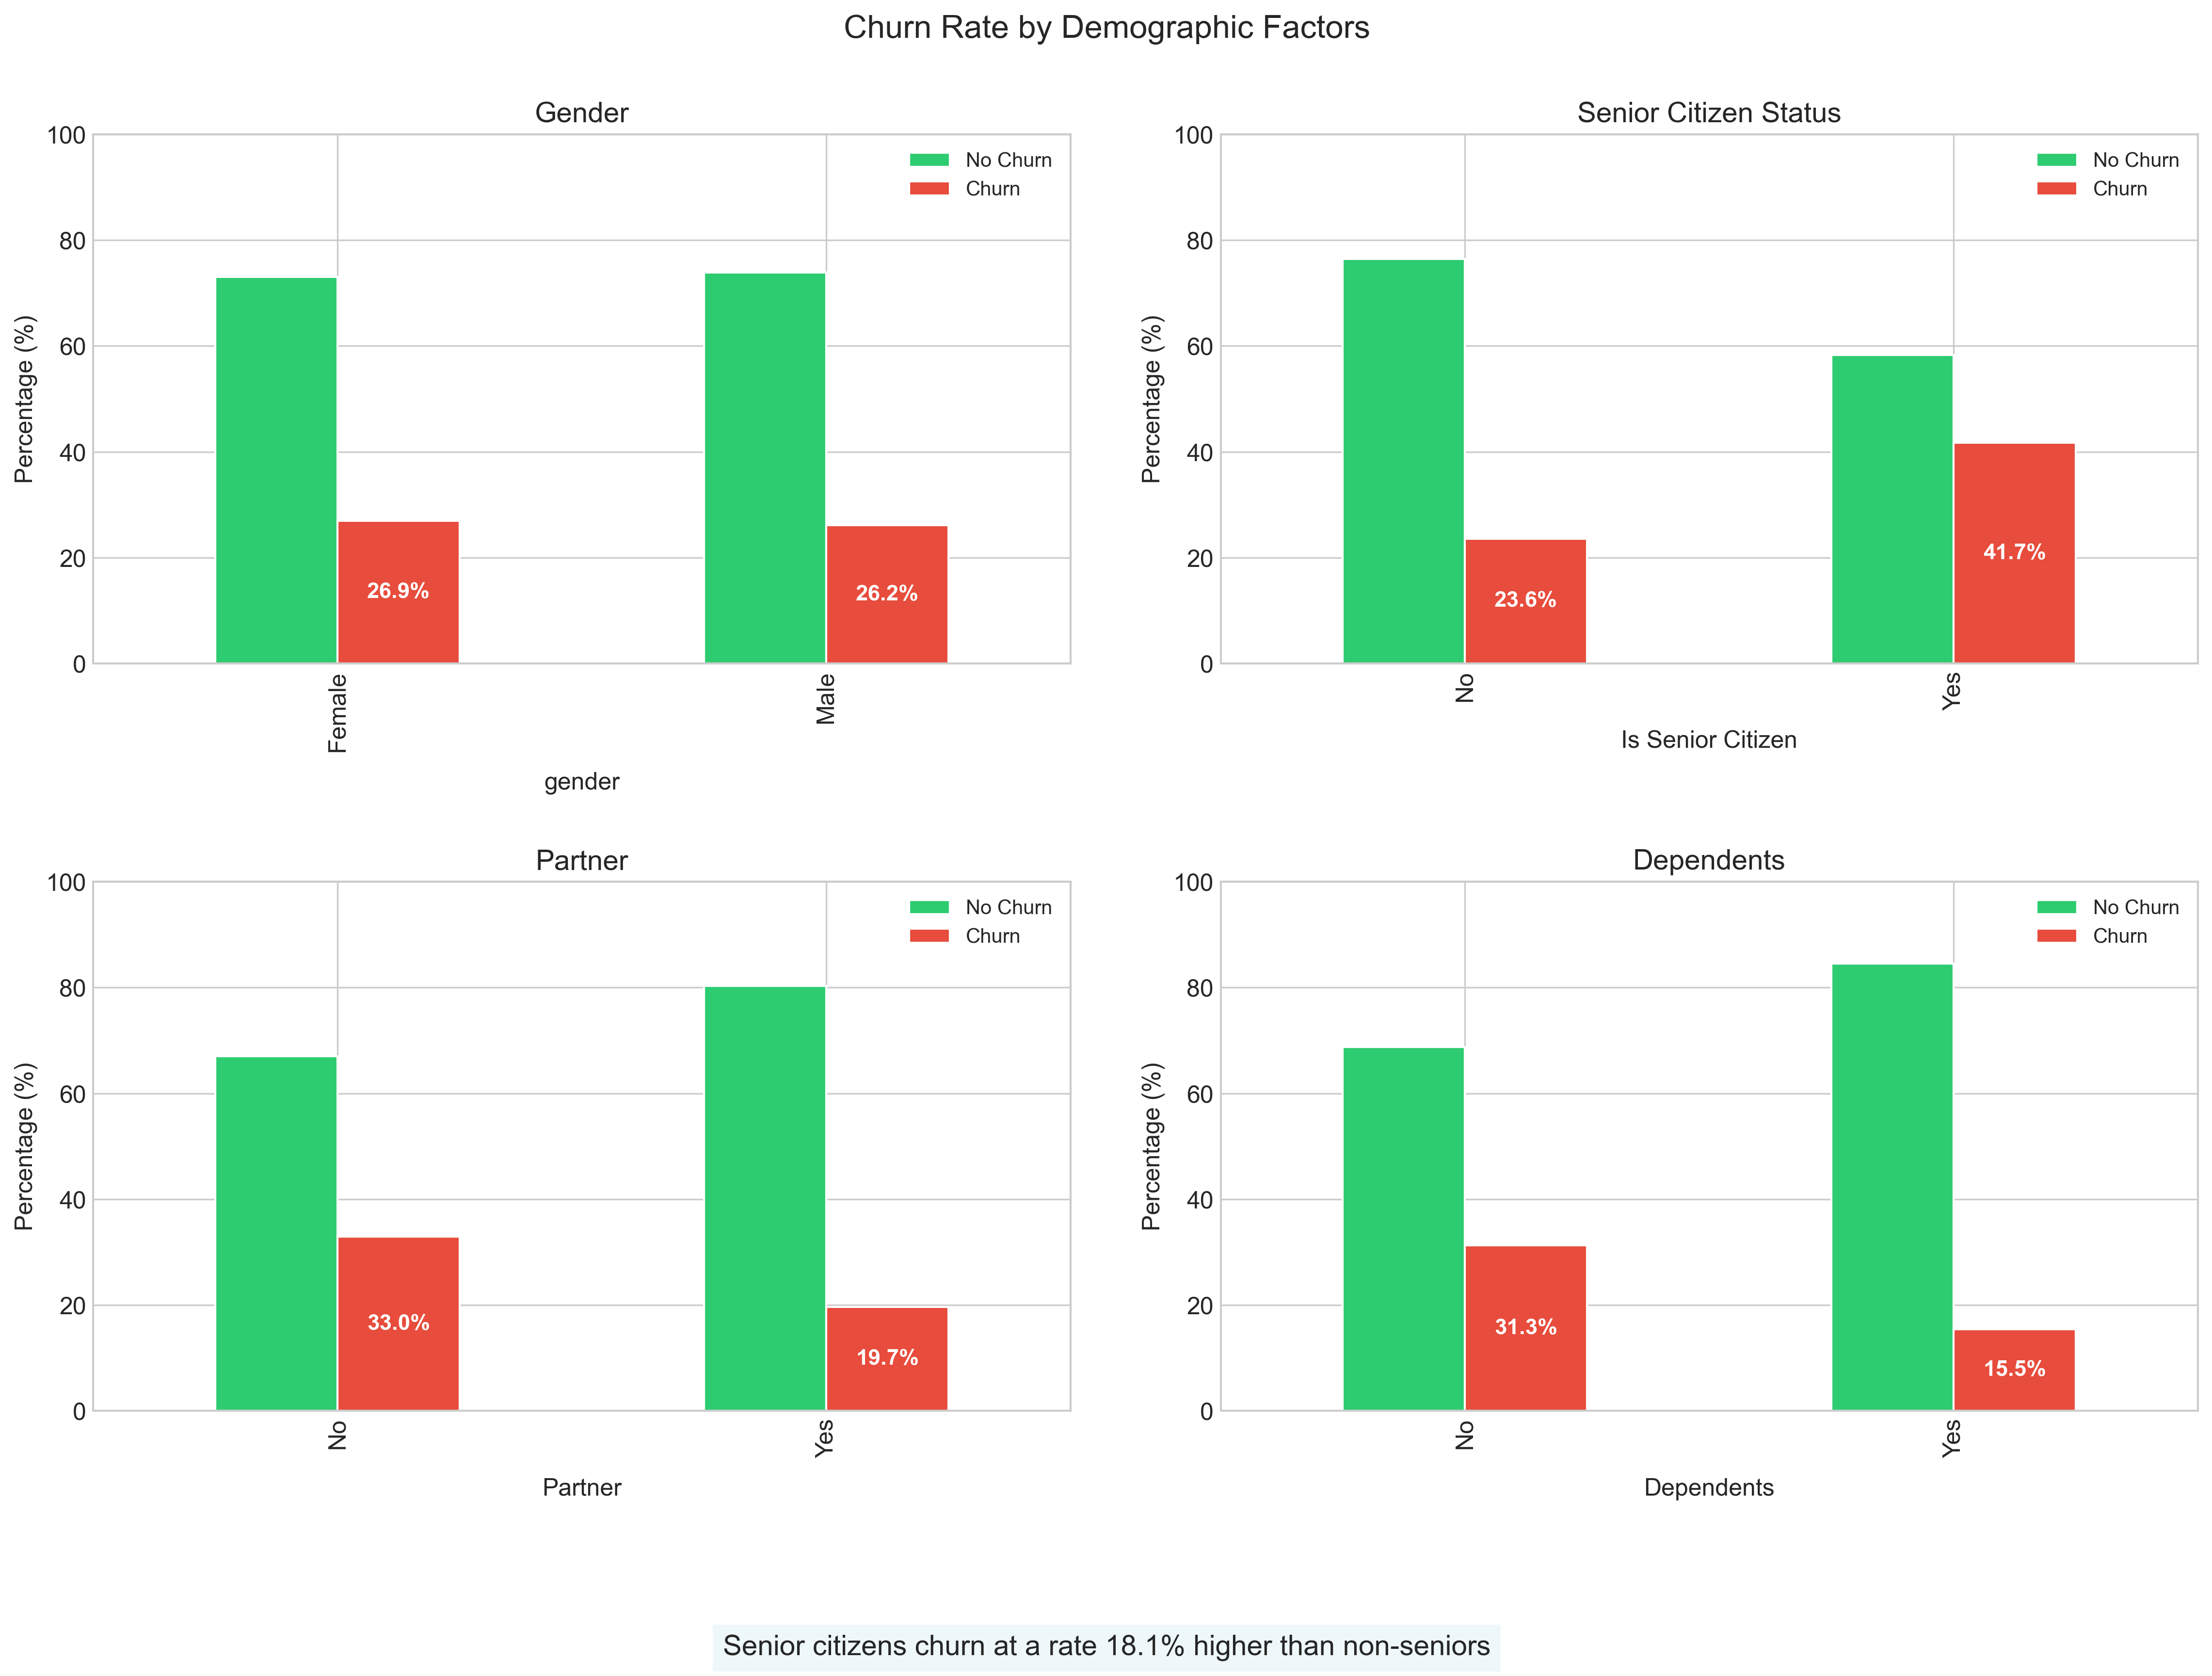 Churn Rate by Demographic Factors
Gender
100
80
60
40
20
0
Percentage (%)
No Churn
Churn
26.9%
26.2%
Female
Male
gender
Senior Citizen Status
100
80
60
40
20
0
Percentage (%)
No Churn
Churn
23.6%
41.7%
No
Yes
Is Senior Citizen
Partner
100
80
60
40
20
0
Percentage (%)
No Churn
Churn
33.0%
19.7%
No
Yes
Partner
Dependents
100
80
60
40
20
0
Percentage (%)
No Churn
Churn
31.3%
15.5%
No
Yes
Dependents
Senior citizens churn at a rate 18.1% higher than non-seniors